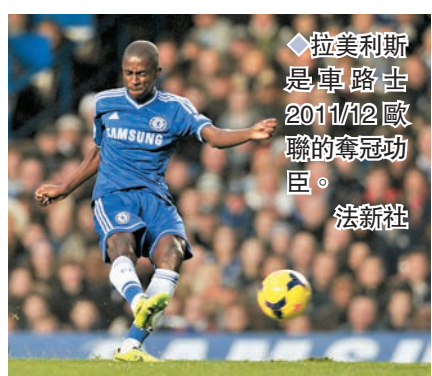 ◆拉美利斯
是車路士
2011/12 歐
聯的奪冠功
臣。
法新社
SAMSUNG